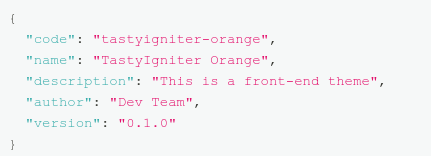 {
"code": "tastyigniter-orange",
"name": "TastyIgniter Orange",
"description": "This is a front-end theme",
"author": "Dev Team",
"version": "0.1.0"
}